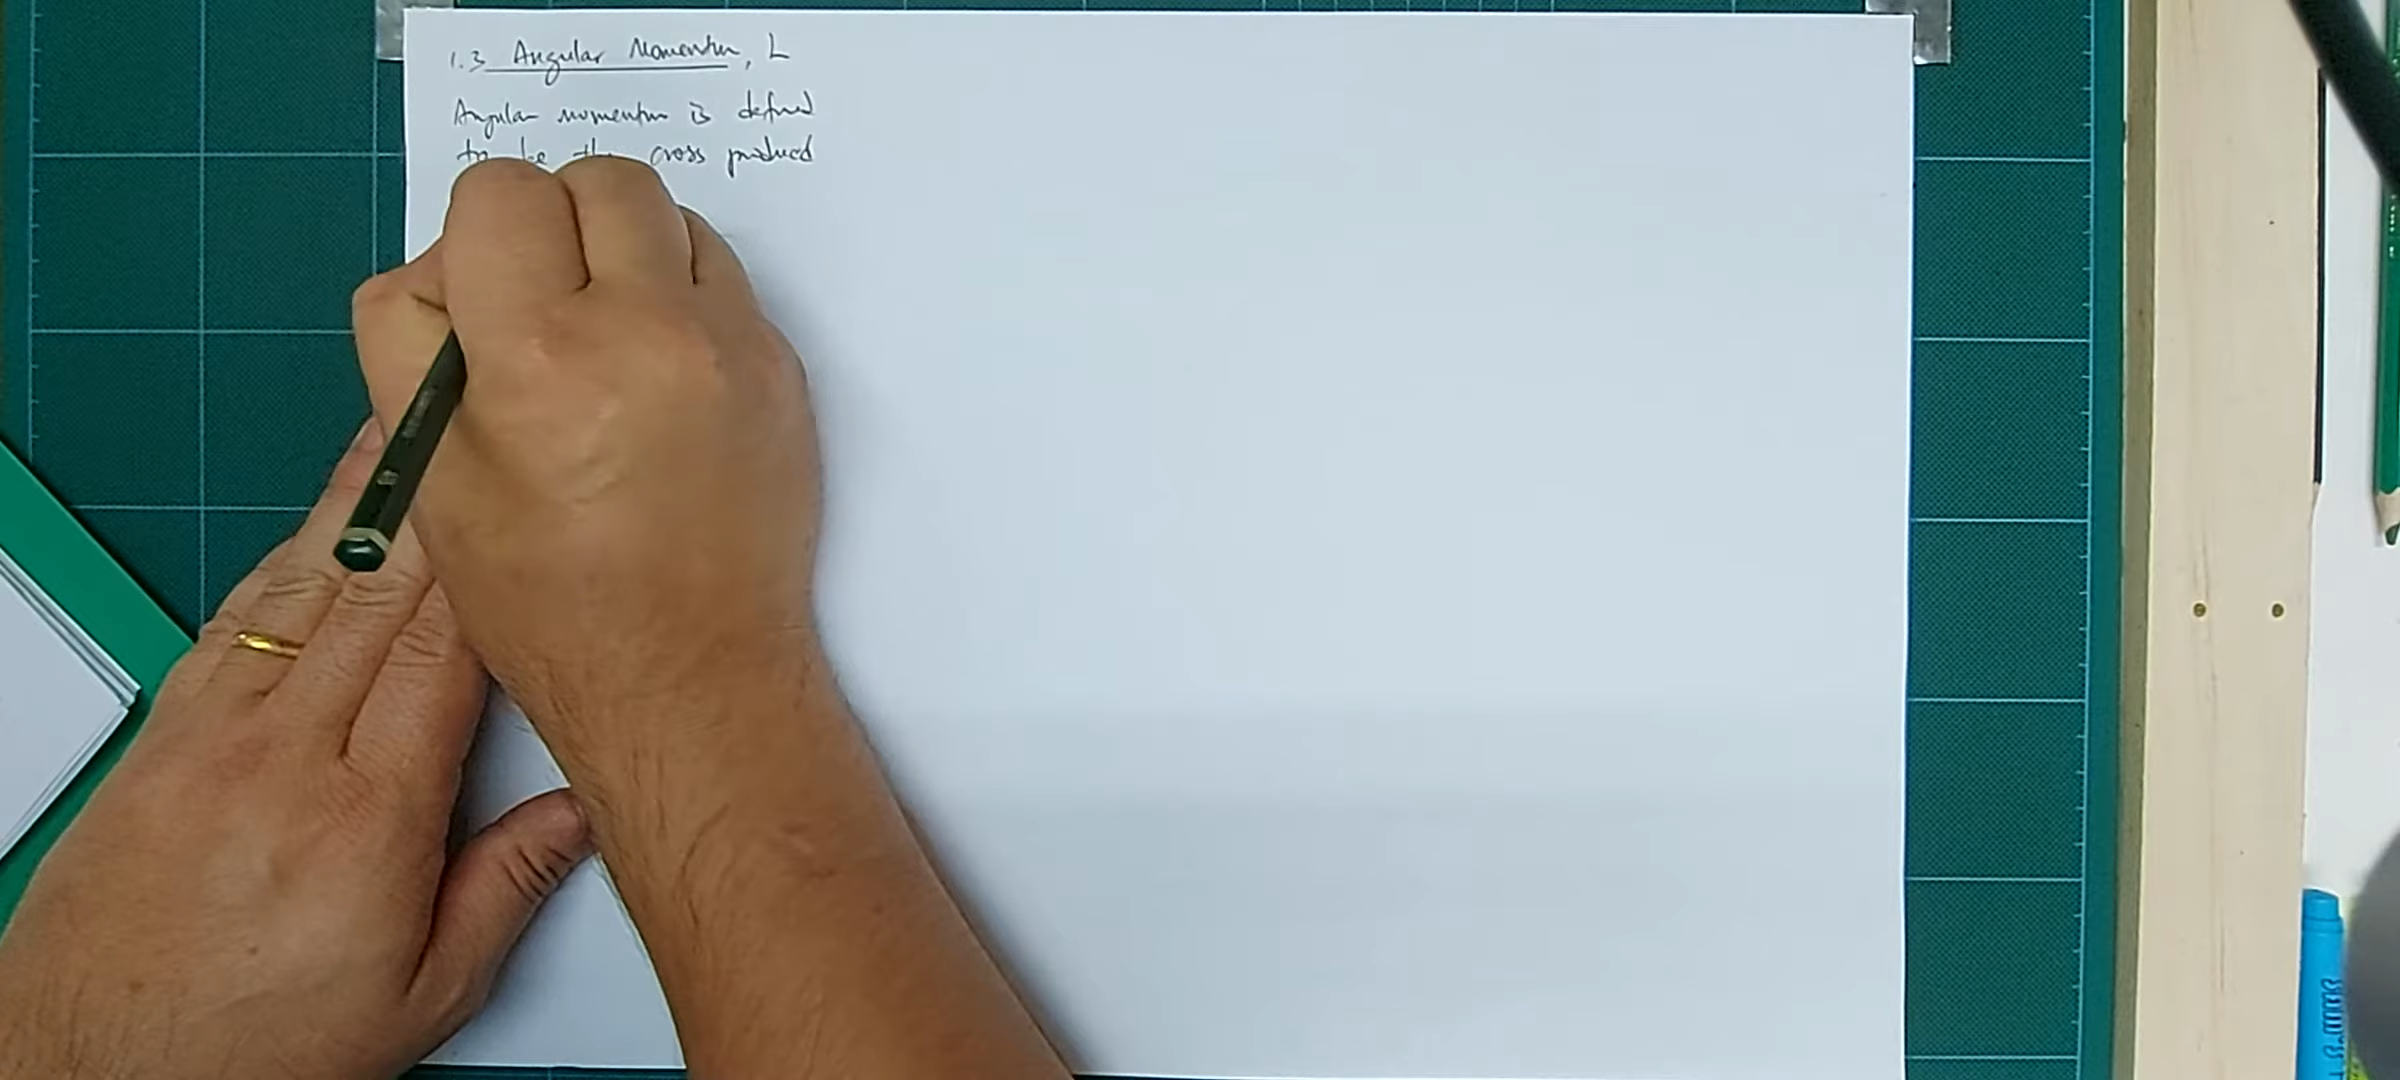 1.3 Angular Momentum, L
Angular momentum is defined
to be the cross product